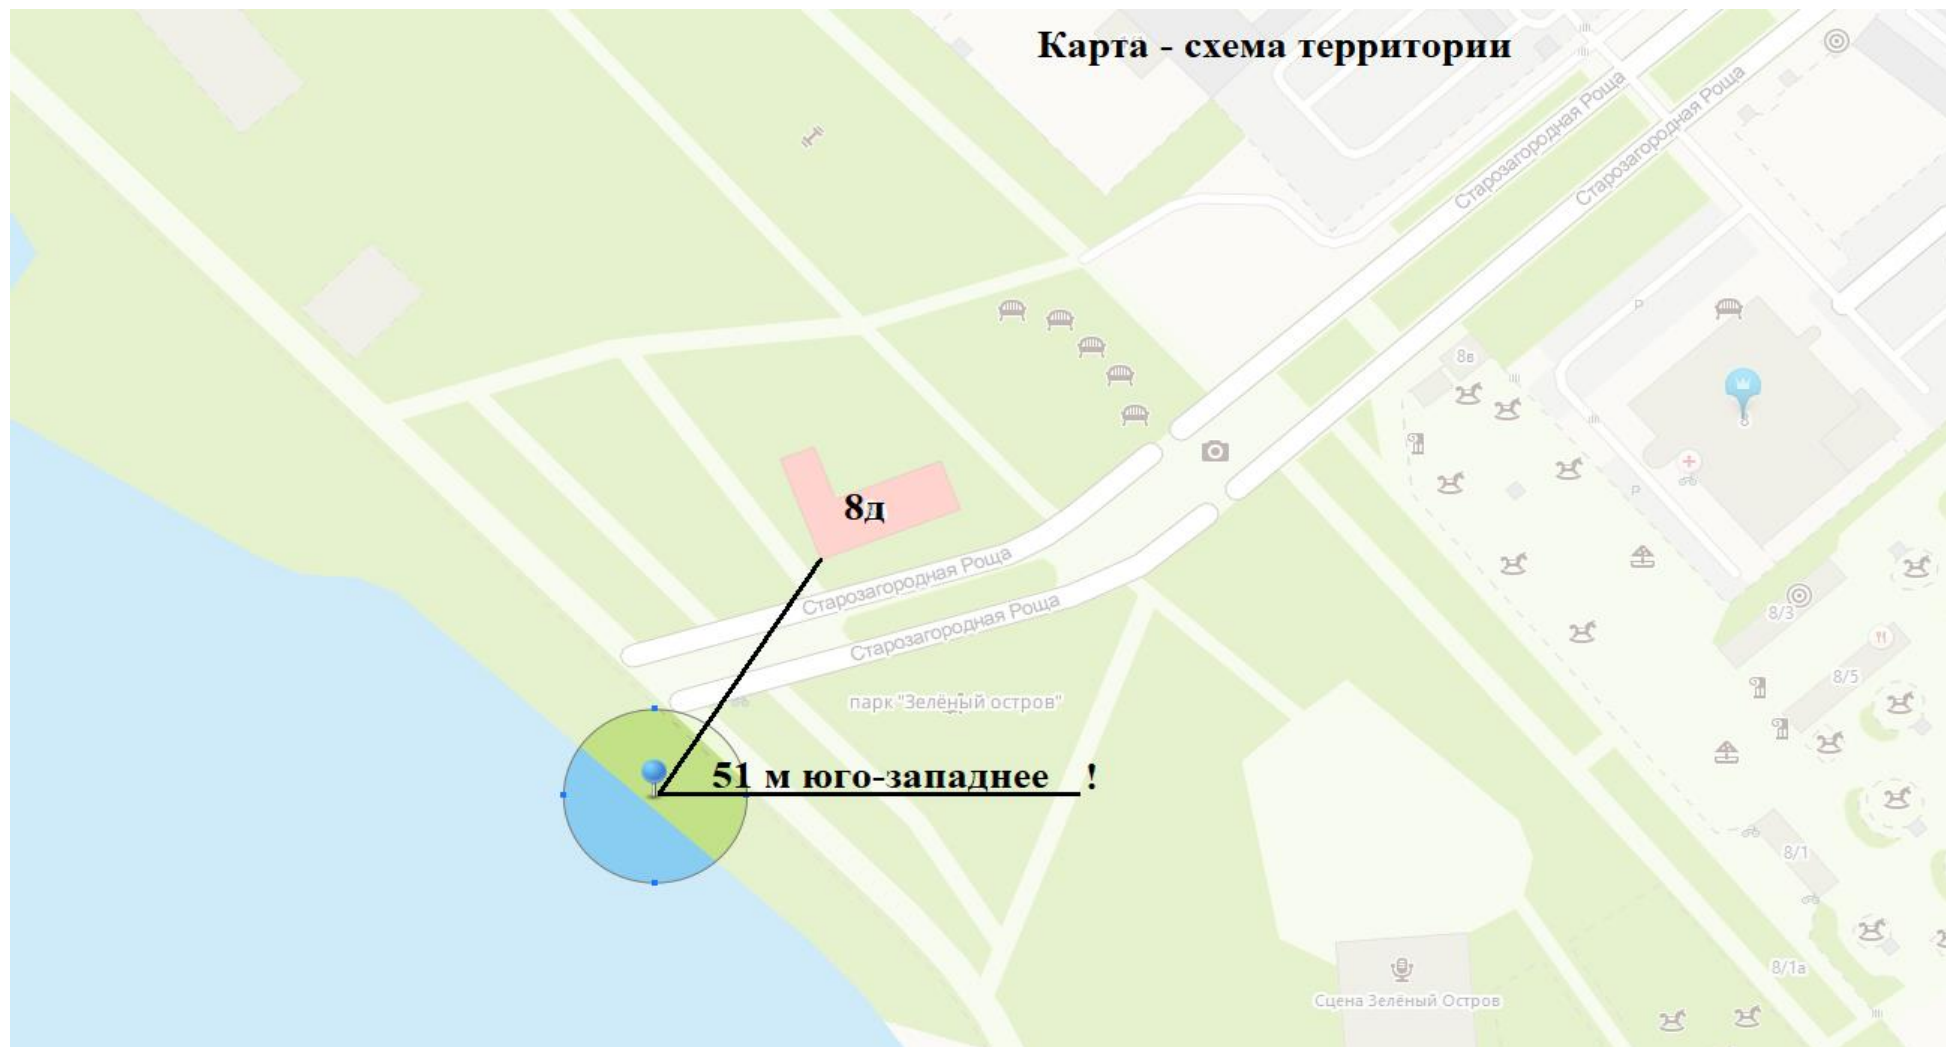 Карта - схема территории
Старозагородная Роща
Старозагородная Роща
8в
P
8
P
8д
Старозагородная Роща
Старозагородная Роща
8/3
8/5
парк "Зелёный остров"
51 м юго-западнее !
8/1
8/1а
Сцена Зелёный Остров